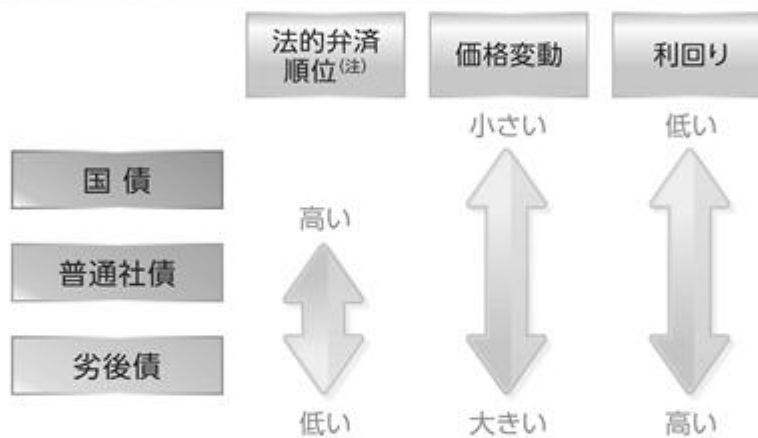 法的弁済
順位(注)
価格変動
利回り
小さい
低い
国債
高い
普通社債
劣後債
低い
大きい
高い